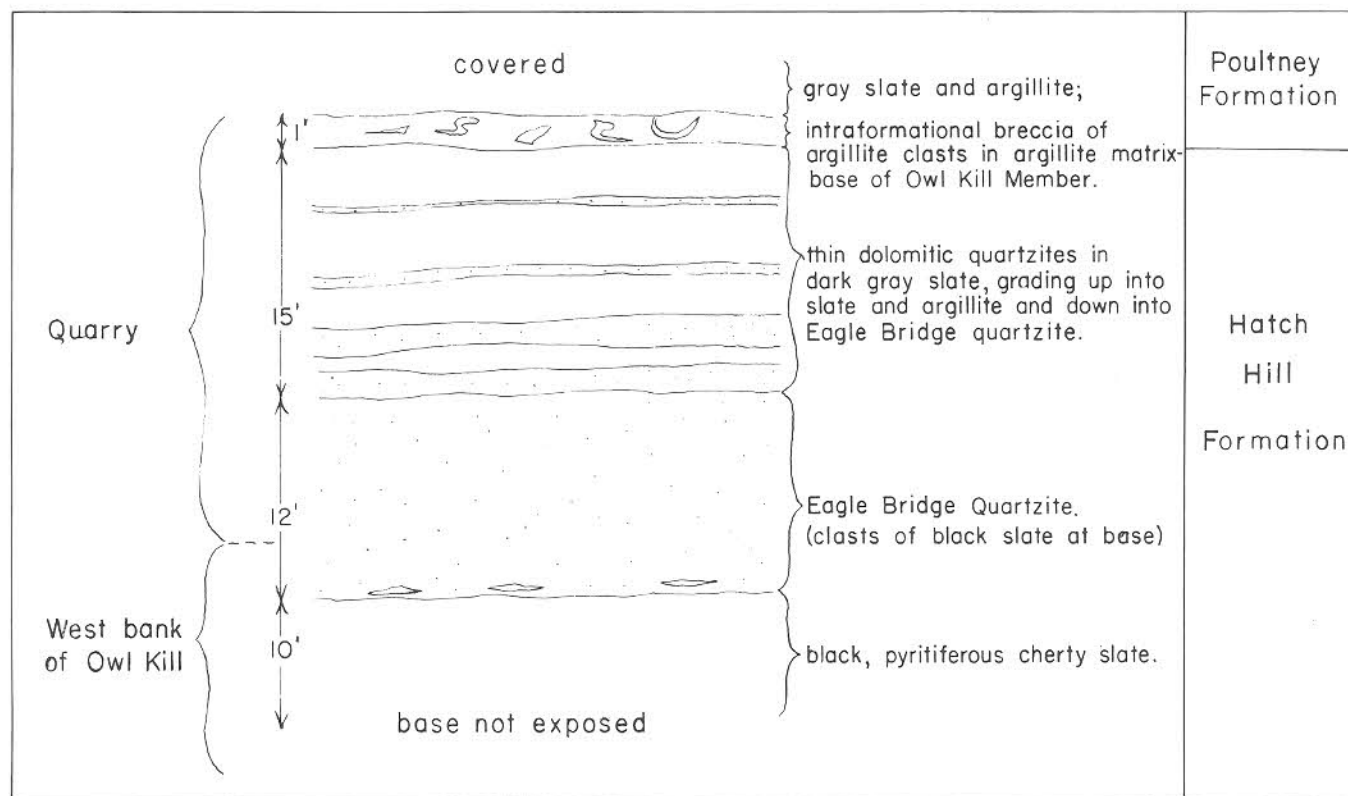 covered
gray slate and argillite;
Poultney
Formation
1'
intraformational breccia of
argillite clasts in argillite matrix-
base of Owl Kill Member.
Quarry
15'
thin dolomitic quartzites in
dark gray slate, grading up into
slate and argillite and down into
Eagle Bridge quartzite.
Hatch
Hill
Formation
12'
Eagle Bridge Quartzite.
(clasts of black slate at base)
West bank
of Owl Kill
10'
black, pyritiferous cherty slate.
base not exposed